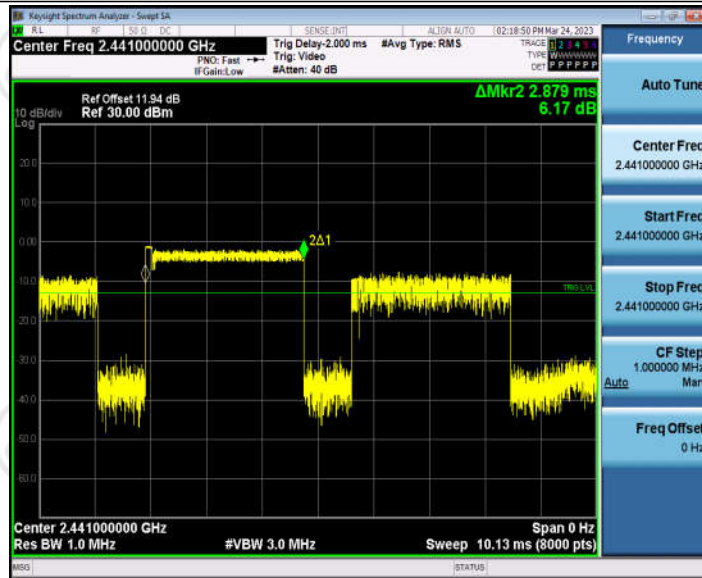 Keysight Spectrum Analyzer - Swept SA
RL RF 50 Ω DC SENSE:INT ALIGN AUTO 02:18:50 PM Mar 24, 2023
Center Freq 2.441000000 GHz
PNO: Fast
IFGain:Low
Trig Delay-2.000 ms
Trig: Video
#Atten: 40 dB
#Avg Type: RMS
TRACE 1 2 3 4 5 6
TYPE WWWWWW
DET P P P P P P
10 dB/div
Log
Ref Offset 11.94 dB
Ref 30.00 dBm
ΔMkr2 2.879 ms
6.17 dB
20.0
10.0
0.00
2Δ1
-10.0
TRIG LVL
-20.0
-30.0
-40.0
-50.0
-60.0
Center 2.441000000 GHz
Span 0 Hz
Res BW 1.0 MHz
#VBW 3.0 MHz
Sweep 10.13 ms (8000 pts)
MSG
STATUS
Frequency
Auto Tune
Center Freq
2.441000000 GHz
Start Freq
2.441000000 GHz
Stop Freq
2.441000000 GHz
CF Step
1.000000 MHz
Auto Man
Freq Offset
0 Hz